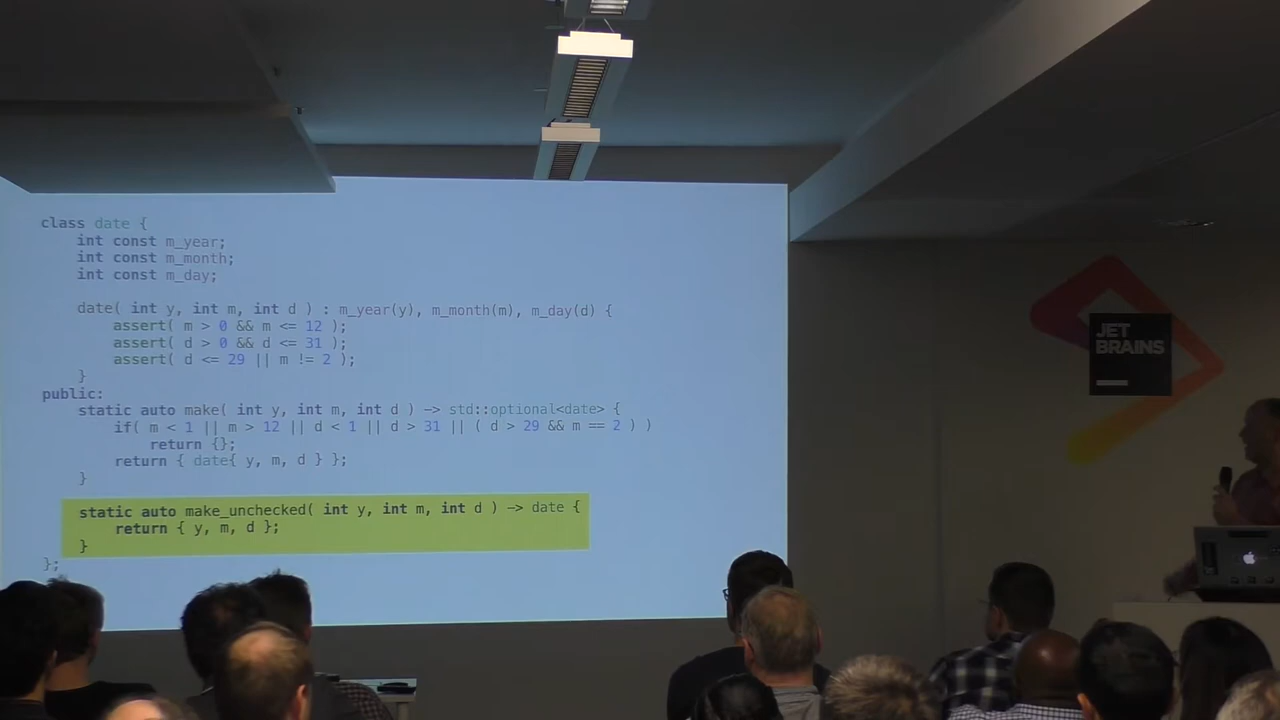 class date {
    int const m_year;
    int const m_month;
    int const m_day;
    date( int y, int m, int d ) : m_year(y), m_month(m), m_day(d) {
        assert( m > 0 && m <= 12 );
        assert( d > 0 && d <= 31 );
        assert( d <= 29 || m != 2 );
    }
public:
    static auto make( int y, int m, int d ) -> std::optional<date> {
        if( m < 1 || m > 12 || d < 1 || d > 31 || ( d > 29 && m == 2 ) )
            return {};
        return { date{ y, m, d } };
    }
    static auto make_unchecked( int y, int m, int d ) -> date {
        return { y, m, d };
    }
};
JET
BRAINS